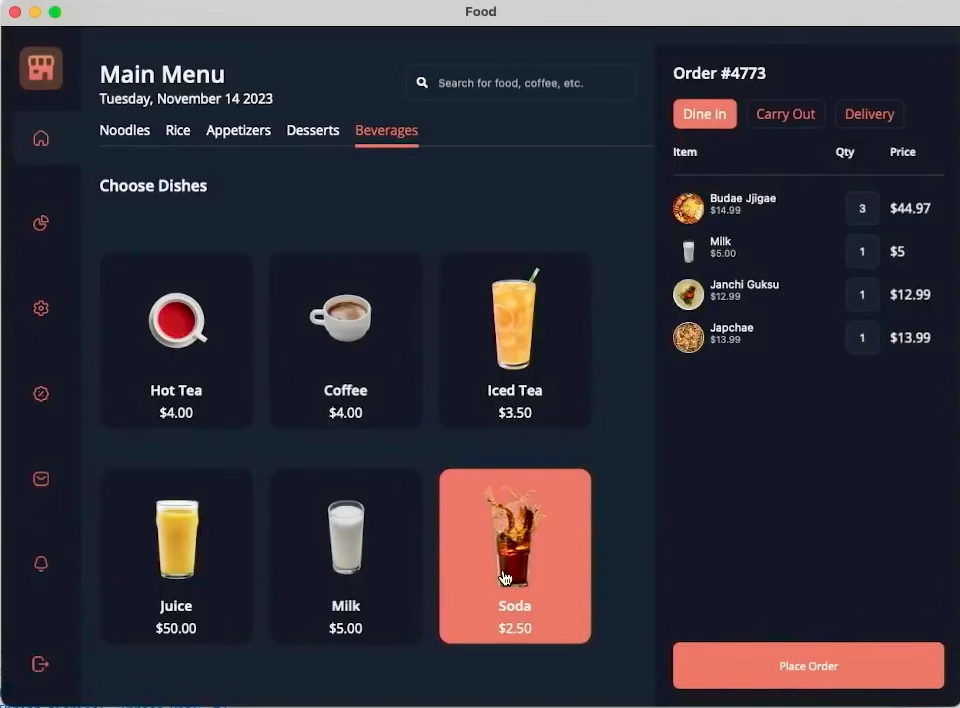 Food
Main Menu
Tuesday, November 14 2023
Search for food, coffee, etc.
Noodles Rice Appetizers Desserts Beverages
Choose Dishes
Hot Tea
$4.00
Coffee
$4.00
Iced Tea
$3.50
Juice
$50.00
Milk
$5.00
Soda
$2.50
Order #4773
Dine In Carry Out Delivery
Item Qty Price
Budae Jjigae
$14.99
3 $44.97
Milk
$5.00
1 $5
Janchi Guksu
$12.99
1 $12.99
Japchae
$13.99
1 $13.99
Place Order